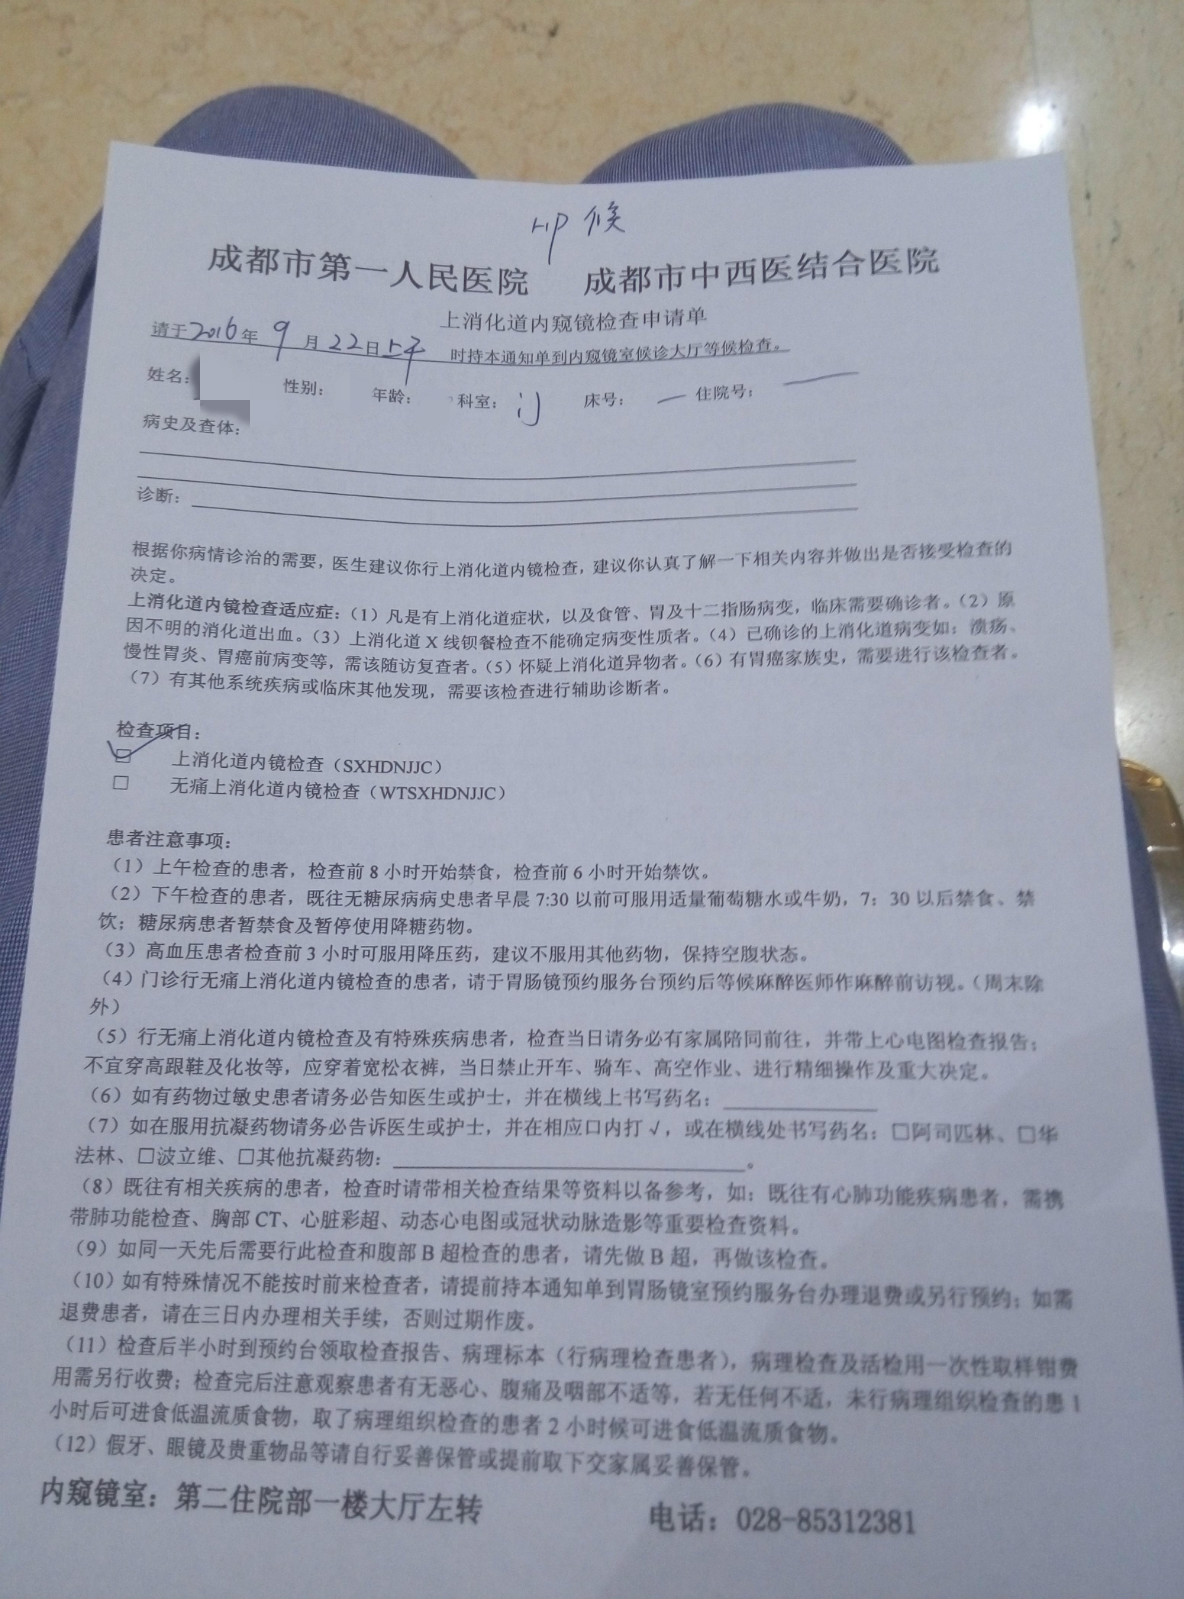 HP 候
成都市第一人民医院 成都市中西医结合医院
上消化道内窥镜检查申请单
请于2016年9月22日上午 时持本通知单到内窥镜室候诊大厅等候检查。
姓名: 性别: 年龄: 科室: 门 床号: — 住院号: —
病史及查体:
诊断:
根据你病情诊治的需要,医生建议你行上消化道内镜检查,建议你认真了解一下相关内容并做出是否接受检查的
决定。
上消化道内镜检查适应症:(1)凡是有上消化道症状,以及食管、胃及十二指肠病变,临床需要确诊者。(2)原
因不明的消化道出血。(3)上消化道 X 线钡餐检查不能确定病变性质者。(4)已确诊的上消化道病变如:溃疡、
慢性胃炎、胃癌前病变等,需该随访复查者。(5)怀疑上消化道异物者。(6)有胃癌家族史,需要进行该检查者。
(7)有其他系统疾病或临床其他发现,需要该检查进行辅助诊断者。
检查项目:
☑ 上消化道内镜检查(SXHDNJJC)
□ 无痛上消化道内镜检查(WTSXHDNJJC)
患者注意事项:
(1)上午检查的患者,检查前 8 小时开始禁食,检查前 6 小时开始禁饮。
(2)下午检查的患者,既往无糖尿病病史患者早晨 7:30 以前可服用适量葡萄糖水或牛奶,7:30 以后禁食、禁
饮;糖尿病患者暂禁食及暂停使用降糖药物。
(3)高血压患者检查前 3 小时可服用降压药,建议不服用其他药物,保持空腹状态。
(4)门诊行无痛上消化道内镜检查的患者,请于胃肠镜预约服务台预约后等候麻醉医师作麻醉前访视。(周末除
外)
(5)行无痛上消化道内镜检查及有特殊疾病患者,检查当日请务必有家属陪同前往,并带上心电图检查报告;
不宜穿高跟鞋及化妆等,应穿着宽松衣裤,当日禁止开车、骑车、高空作业、进行精细操作及重大决定。
(6)如有药物过敏史患者请务必告知医生或护士,并在横线上书写药名:
(7)如在服用抗凝药物请务必告诉医生或护士,并在相应口内打√,或在横线处书写药名:□阿司匹林、□华
法林、□波立维、□其他抗凝药物: 。
(8)既往有相关疾病的患者,检查时请带相关检查结果等资料以备参考,如:既往有心肺功能疾病患者,需携
带肺功能检查、胸部 CT、心脏彩超、动态心电图或冠状动脉造影等重要检查资料。
(9)如同一天先后需要行此检查和腹部 B 超检查的患者,请先做 B 超,再做该检查。
(10)如有特殊情况不能按时前来检查者,请提前持本通知单到胃肠镜室预约服务台办理退费或另行预约;如需
退费患者,请在三日内办理相关手续,否则过期作废。
(11)检查后半小时到预约台领取检查报告、病理标本(行病理检查患者),病理检查及活检用一次性取样钳费
用需另行收费;检查完后注意观察患者有无恶心、腹痛及咽部不适等,若无任何不适,未行病理组织检查的患 1
小时后可进食低温流质食物,取了病理组织检查的患者 2 小时候可进食低温流质食物。
(12)假牙、眼镜及贵重物品等请自行妥善保管或提前取下交家属妥善保管。
内窥镜室:第二住院部一楼大厅左转 电话:028-85312381